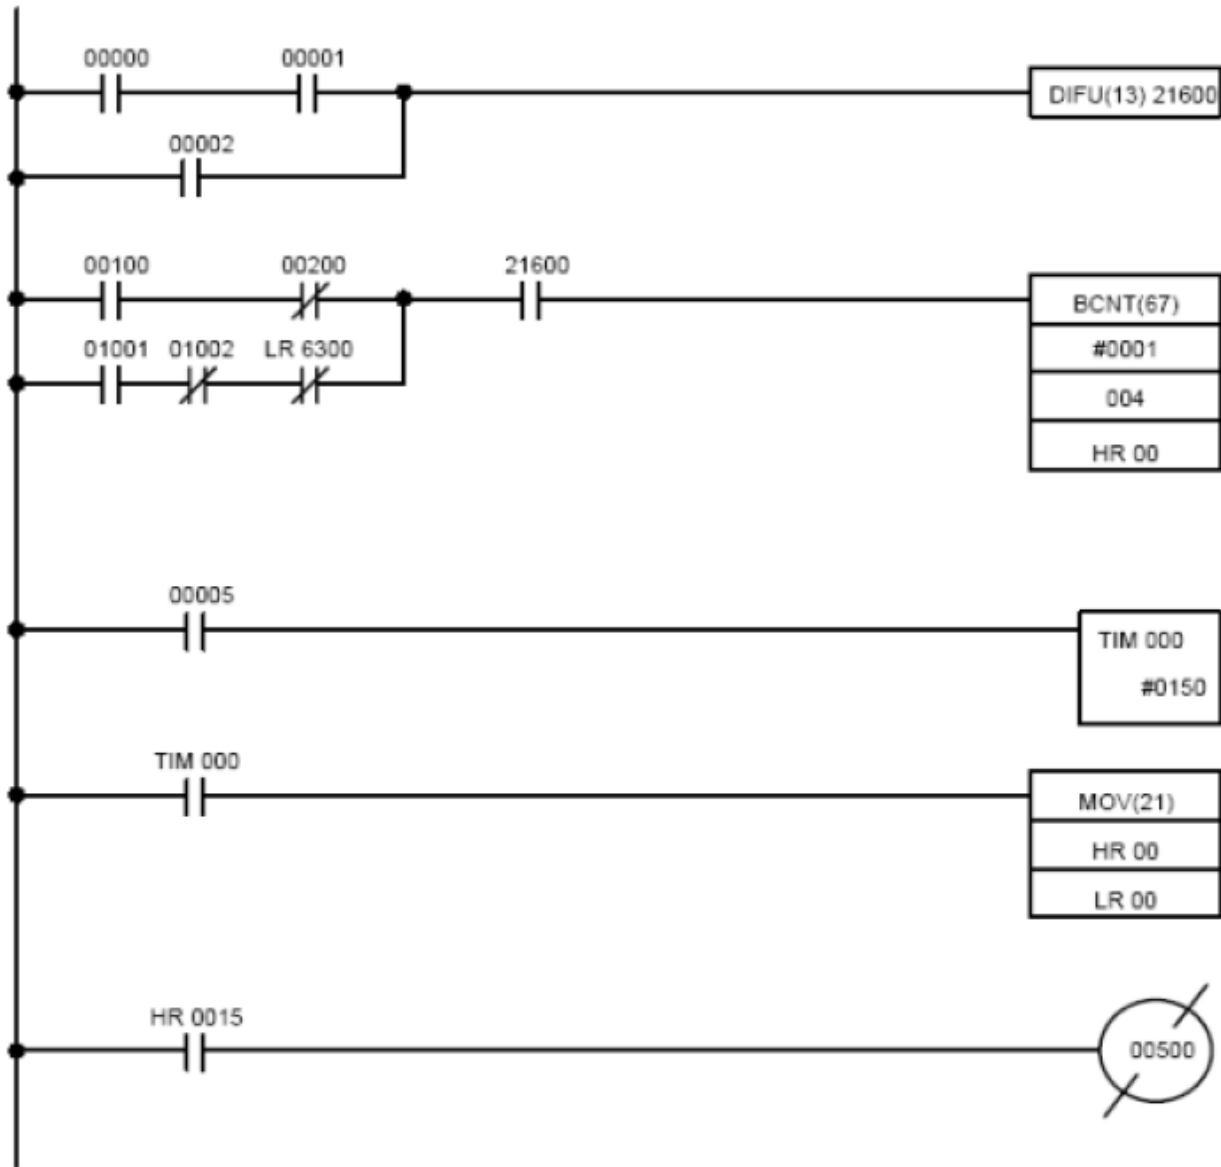 00000 00001
DIFU(13) 21600
00002
00100 00200 21600
BCNT(67)
01001 01002 LR 6300
#0001
004
HR 00
00005
TIM 000
#0150
TIM 000
MOV(21)
HR 00
LR 00
HR 0015
00500